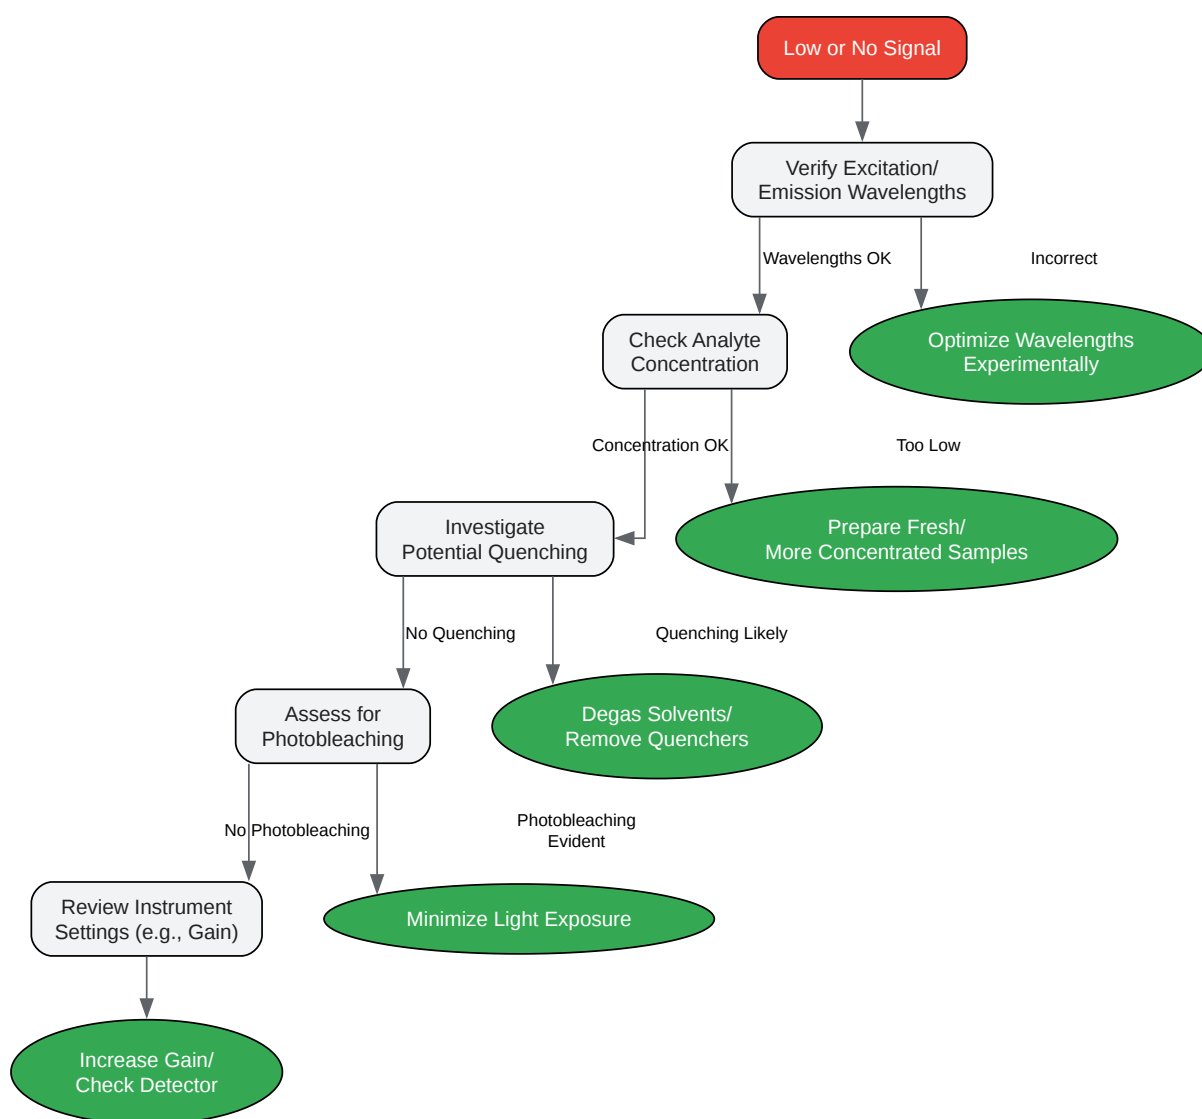 Low or No Signal
Verify Excitation/
Emission Wavelengths
Wavelengths OK
Incorrect
Check Analyte
Concentration
Optimize Wavelengths
Experimentally
Concentration OK
Too Low
Investigate
Potential Quenching
Prepare Fresh/
More Concentrated Samples
No Quenching
Quenching Likely
Assess for
Photobleaching
Degas Solvents/
Remove Quenchers
No Photobleaching
Photobleaching
Evident
Review Instrument
Settings (e.g., Gain)
Minimize Light Exposure
Increase Gain/
Check Detector